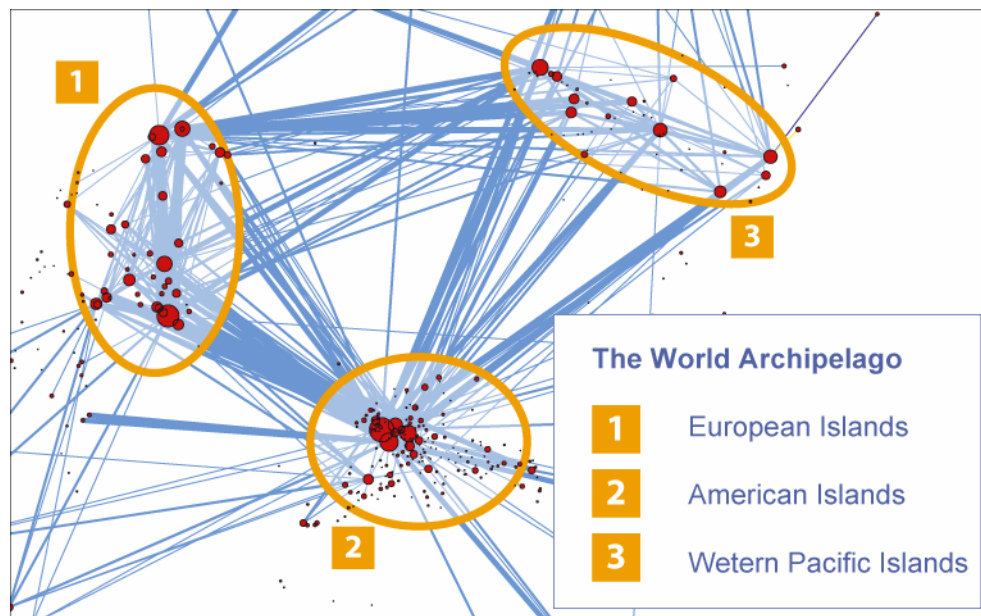 1
3
2
The World Archipelago
1 European Islands
2 American Islands
3 Wetern Pacific Islands